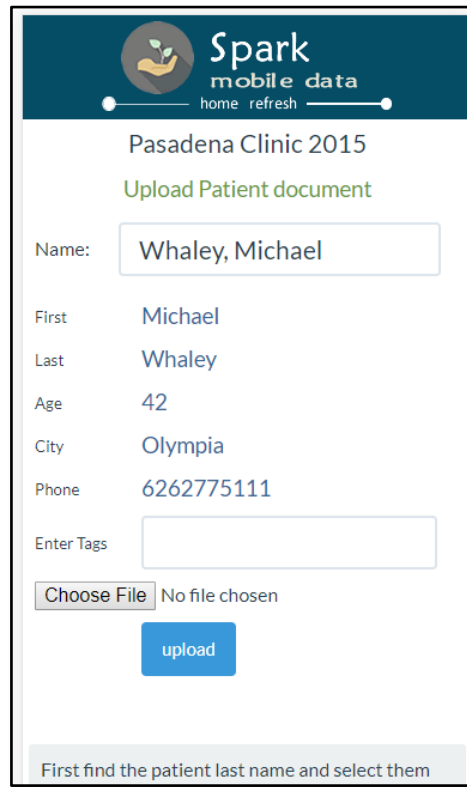 Spark
mobile data
home refresh
Pasadena Clinic 2015
Upload Patient document
Name: Whaley, Michael
First Michael
Last Whaley
Age 42
City Olympia
Phone 6262775111
Enter Tags
Choose File No file chosen
upload
First find the patient last name and select them